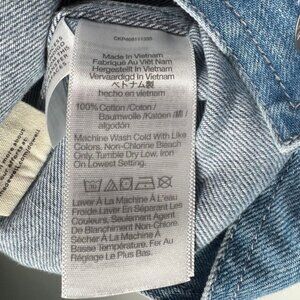 Made In Vietnam
Fabriqué Au Viêt Nam
Hergestellt In Vietnam
Vervaardigd in Vietnam
ベトナム製
hecho en vietnam
100% Cotton /Coton /
Baumwolle /Katoen /綿 /
algodón
Machine Wash Cold With Like
Colors, Non-Chlorine Bleach
Only, Tumble Dry Low, Iron
On Lowest Setting.
Laver À La Machine À L'eau
Froide Laver En Séparant Les
Couleurs, Seulement Agent
De Blanchiment Non-Chloré,
Séchage À La Machine À
Basse Température. Fer Au
Réglage Le Plus Bas.